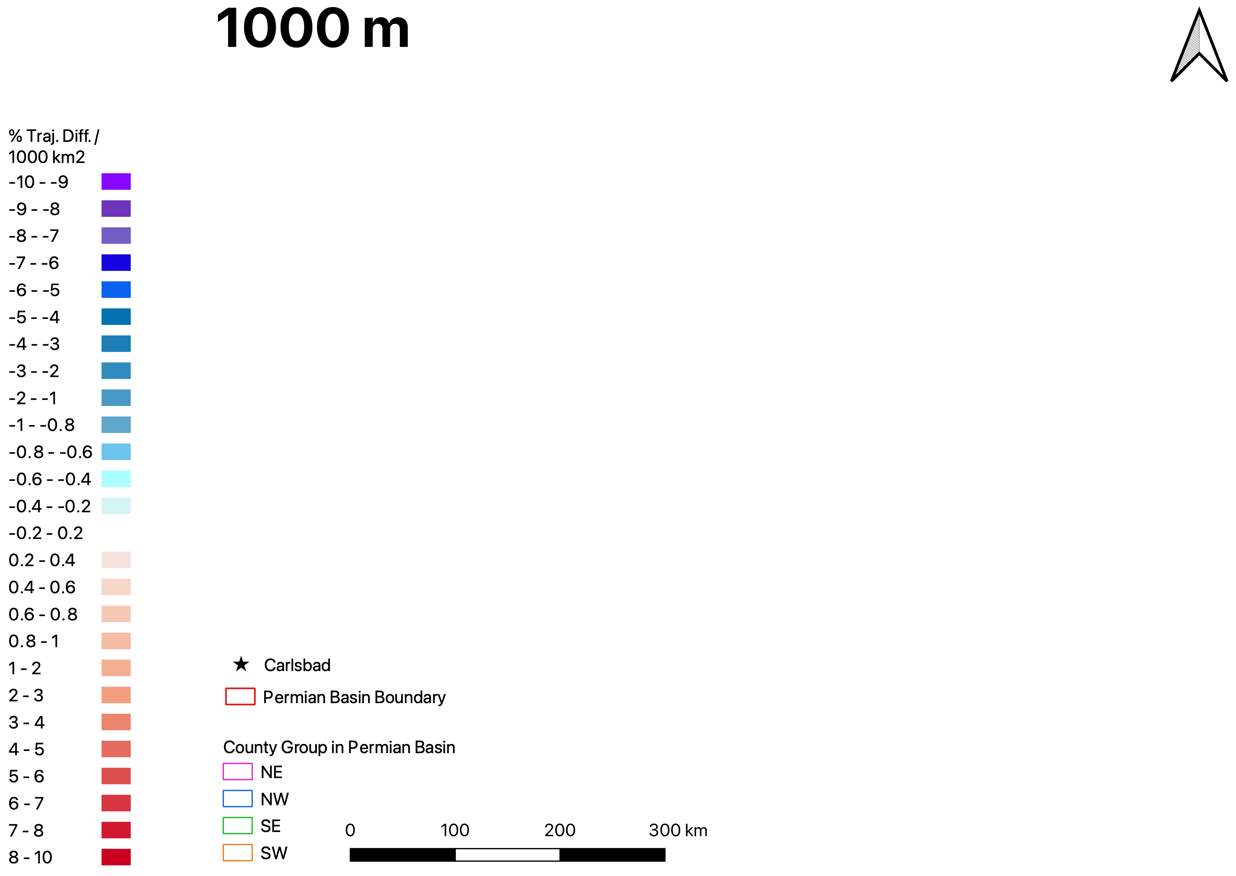 1000 m
% Traj. Diff. /
1000 km2
-10 - -9
-9 - -8
-8 - -7
-7 - -6
-6 - -5
-5 - -4
-4 - -3
-3 - -2
-2 - -1
-1 - -0.8
-0.8 - -0.6
-0.6 - -0.4
-0.4 - -0.2
-0.2 - 0.2
0.2 - 0.4
0.4 - 0.6
0.6 - 0.8
0.8 - 1
1 - 2
2 - 3
3 - 4
4 - 5
5 - 6
6 - 7
7 - 8
8 - 10
Carlsbad
Permian Basin Boundary
County Group in Permian Basin
NE
NW
SE
SW
0 100 200 300 km